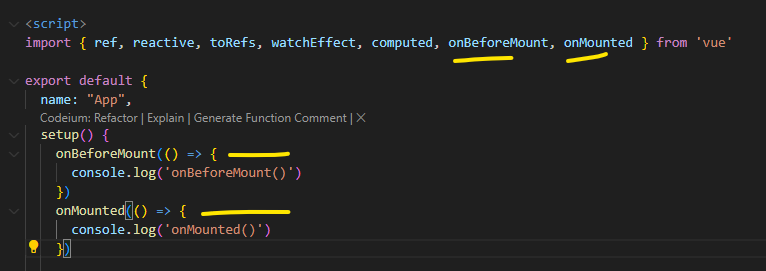 <script>
import { ref, reactive, toRefs, watchEffect, computed, onBeforeMount, onMounted } from 'vue'
export default {
name: "App",
Codeium: Refactor | Explain | Generate Function Comment | ×
setup() {
onBeforeMount(() => {
console.log('onBeforeMount()')
})
onMounted(() => {
console.log('onMounted()')
})